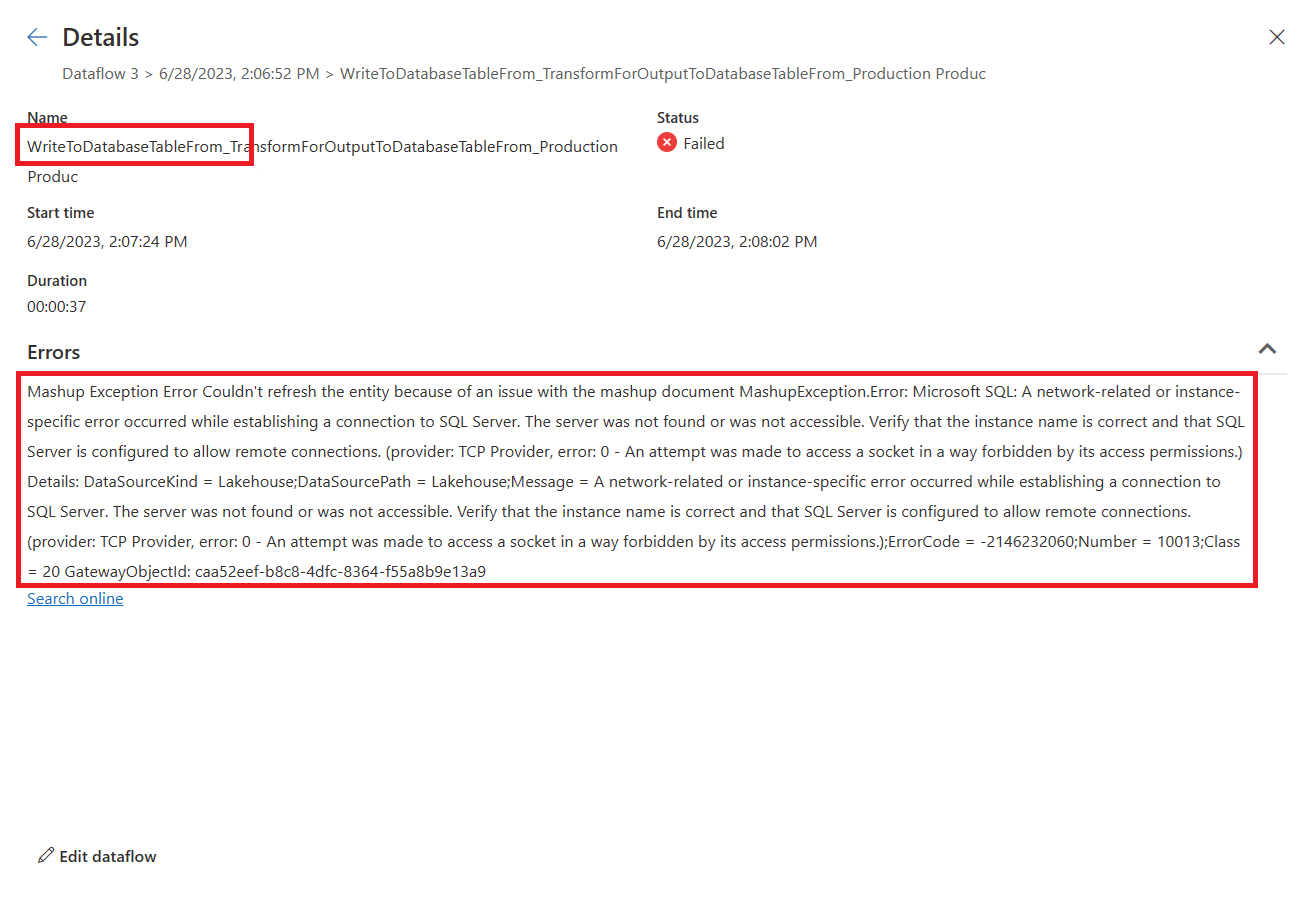 Details
Dataflow 3 > 6/28/2023, 2:06:52 PM > WriteToDatabaseTableFrom_TransformForOutputToDatabaseTableFrom_Production Produc
Name
WriteToDatabaseTableFrom_TransformForOutputToDatabaseTableFrom_Production
Produc
Status
Failed
Start time
6/28/2023, 2:07:24 PM
End time
6/28/2023, 2:08:02 PM
Duration
00:00:37
Errors
Mashup Exception Error Couldn't refresh the entity because of an issue with the mashup document MashupException.Error: Microsoft SQL: A network-related or instance-
specific error occurred while establishing a connection to SQL Server. The server was not found or was not accessible. Verify that the instance name is correct and that SQL
Server is configured to allow remote connections. (provider: TCP Provider, error: 0 - An attempt was made to access a socket in a way forbidden by its access permissions.)
Details: DataSourceKind = Lakehouse;DataSourcePath = Lakehouse;Message = A network-related or instance-specific error occurred while establishing a connection to
SQL Server. The server was not found or was not accessible. Verify that the instance name is correct and that SQL Server is configured to allow remote connections.
(provider: TCP Provider, error: 0 - An attempt was made to access a socket in a way forbidden by its access permissions.);ErrorCode = -2146232060;Number = 10013;Class
= 20 GatewayObjectId: caa52eef-b8c8-4dfc-8364-f55a8b9e13a9
Search online
Edit dataflow